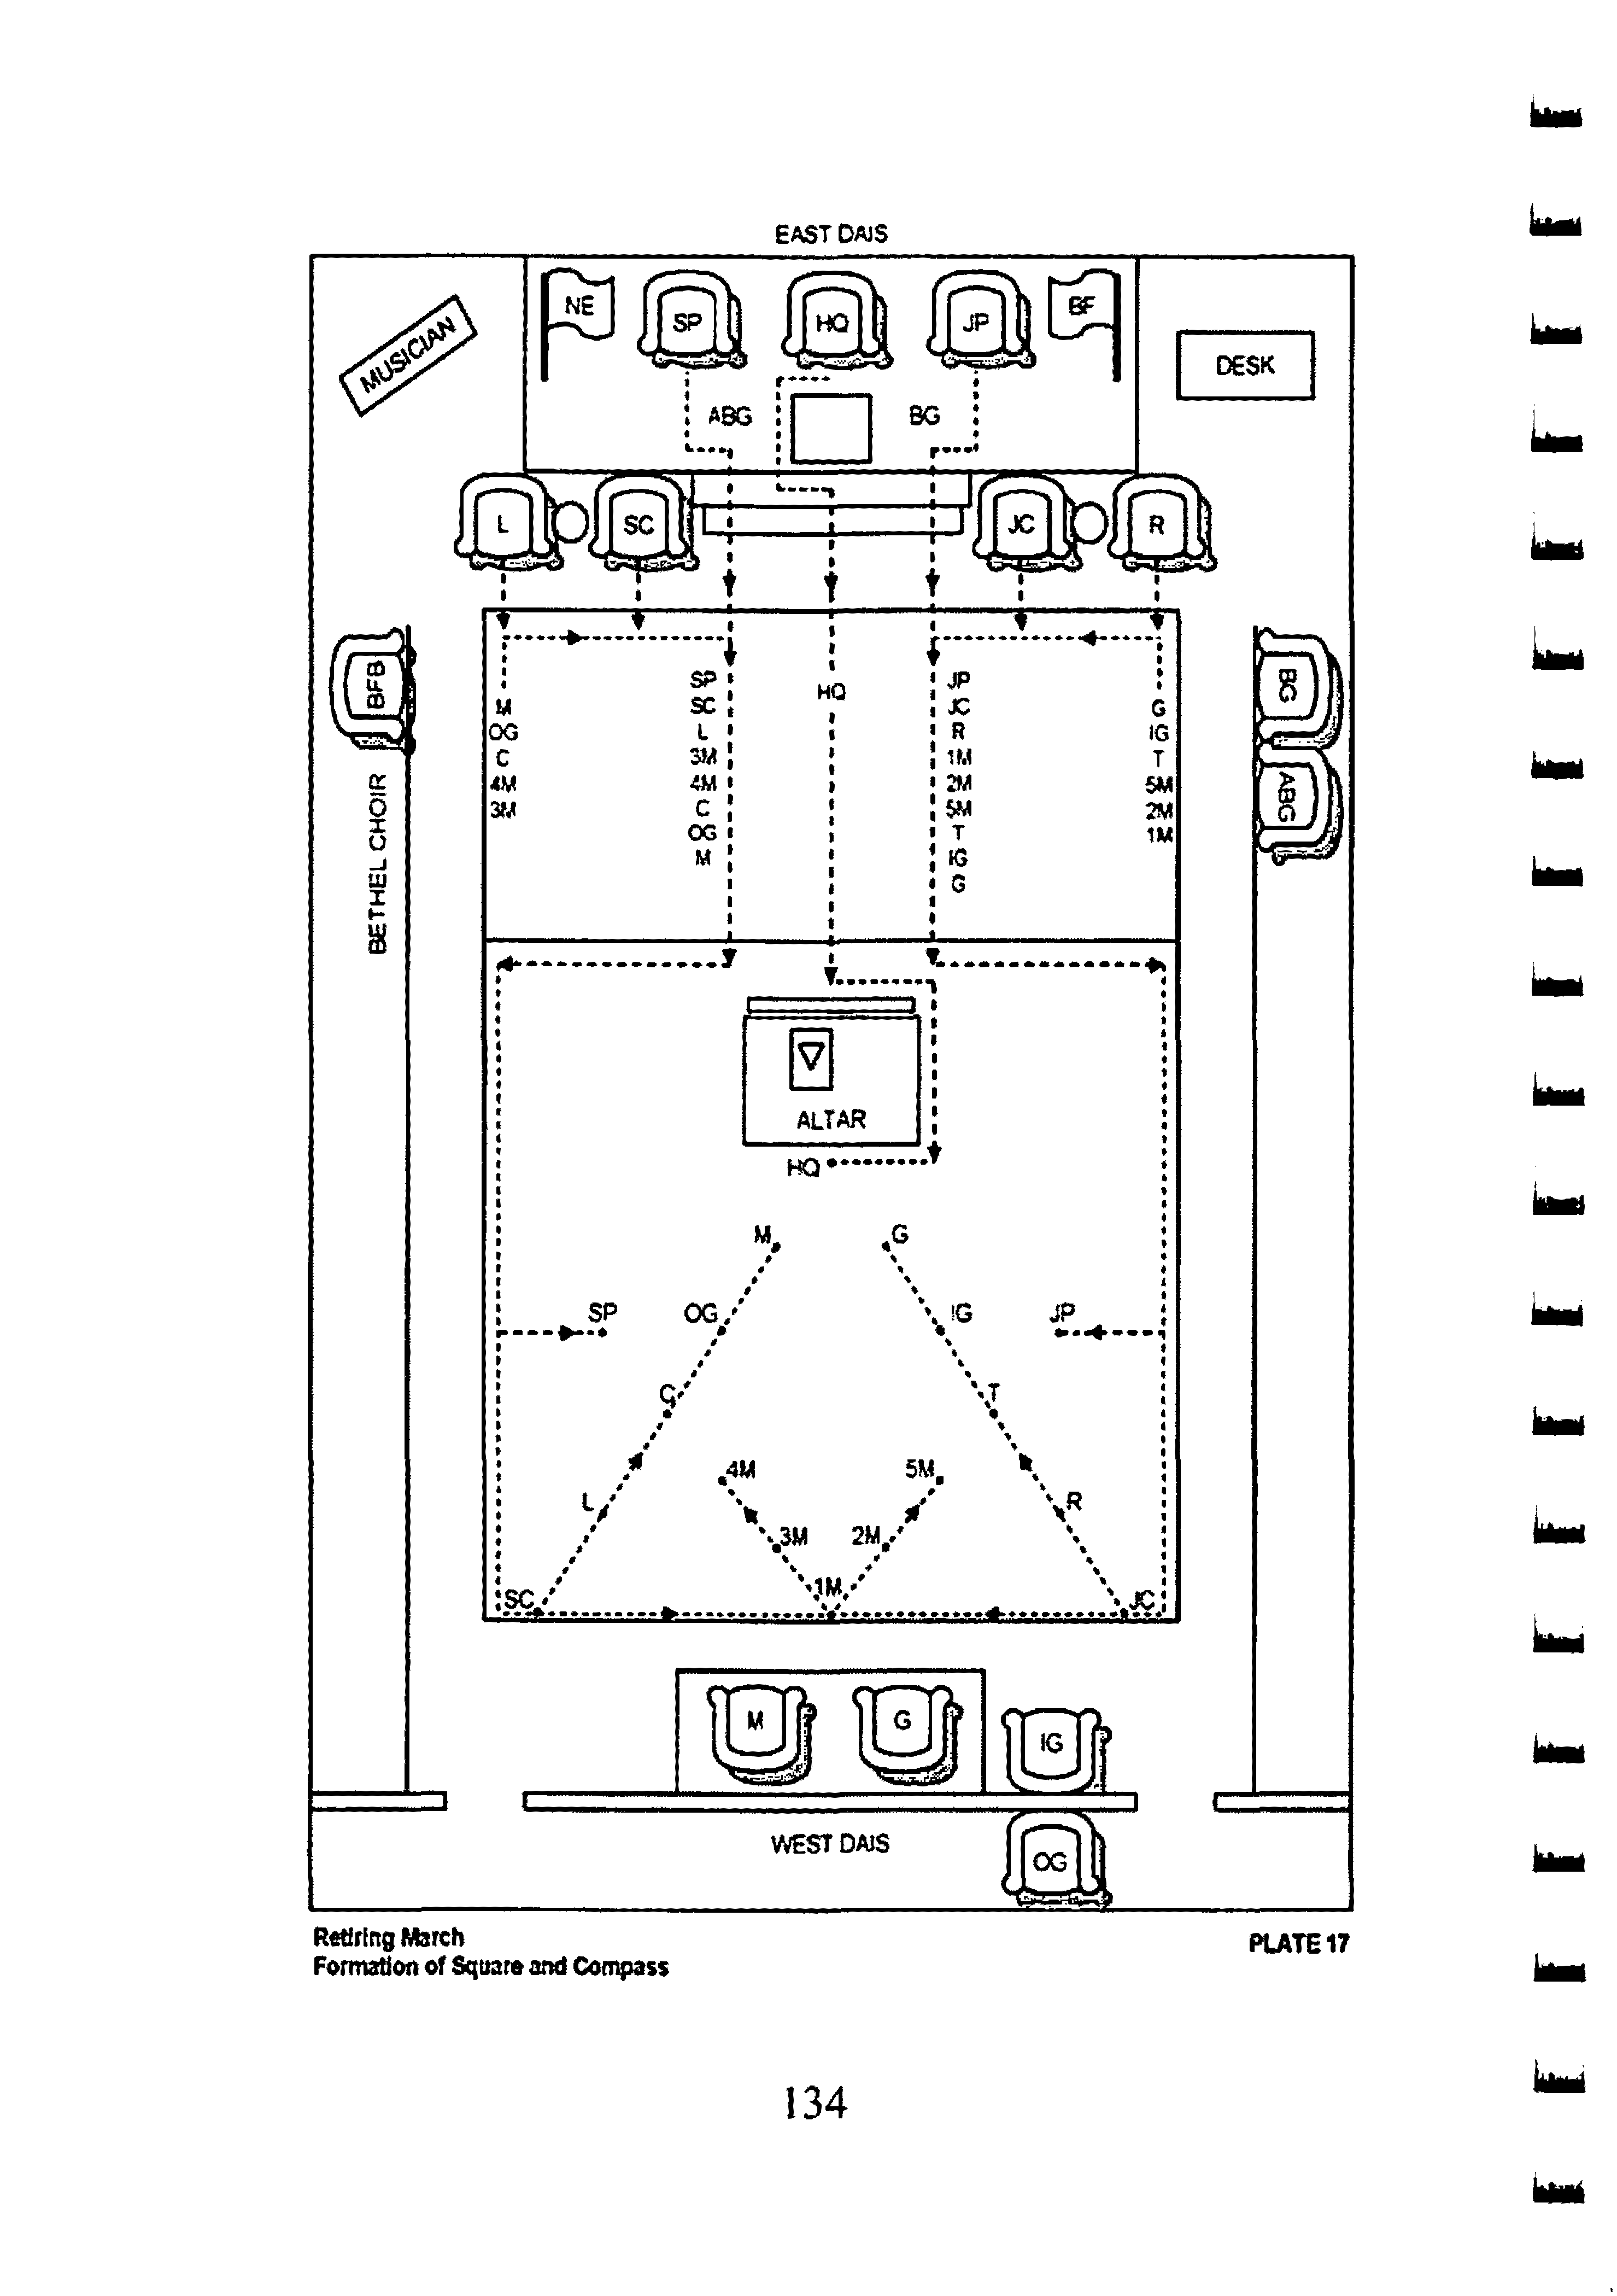 EAST DAIS
NE
SP
HQ
JP
BF
MUSICIAN
DESK
ABG
BG
L
SC
JC
R
BFB
BG
ABG
BETHEL CHOIR
M
OG
C
4M
3M
SP
SC
L
3M
4M
C
OG
M
HQ
JP
JC
R
1M
2M
5M
T
IG
G
G
IG
T
5M
2M
1M
ALTAR
HQ
M
G
SP
OG
IG
JP
C
T
4M
5M
L
R
3M
2M
1M
SC
JC
M
G
IG
WEST DAIS
OG
Retiring March
PLATE 17
Formation of Square and Compass
134